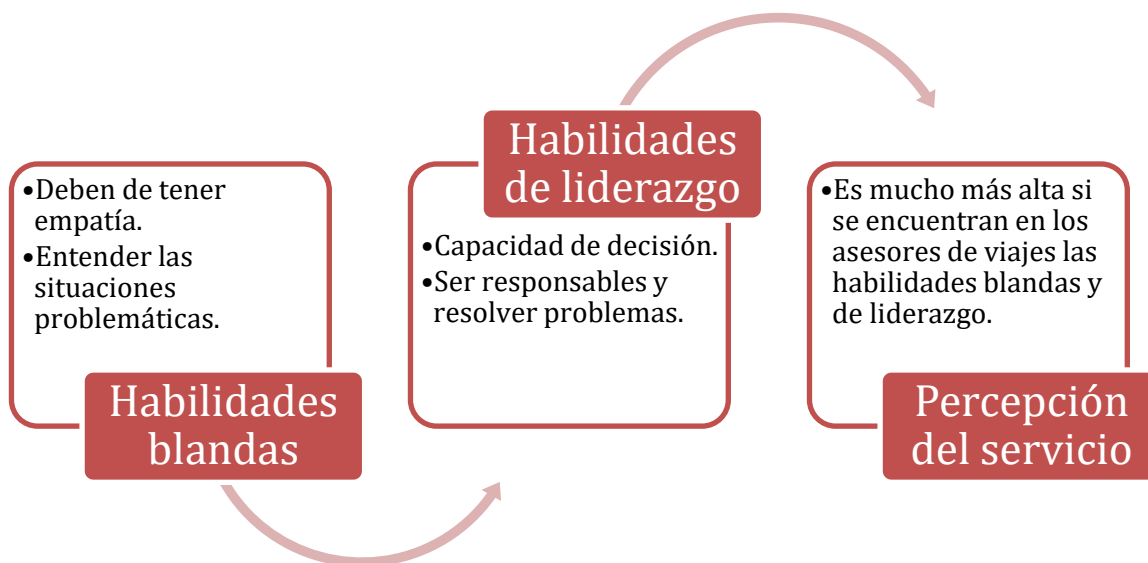 •Deben de tener
empatía.
•Entender las
situaciones
problemáticas.
Habilidades
blandas
Habilidades
de liderazgo
•Capacidad de decisión.
•Ser responsables y
resolver problemas.
•Es mucho más alta si
se encuentran en los
asesores de viajes las
habilidades blandas y
de liderazgo.
Percepción
del servicio